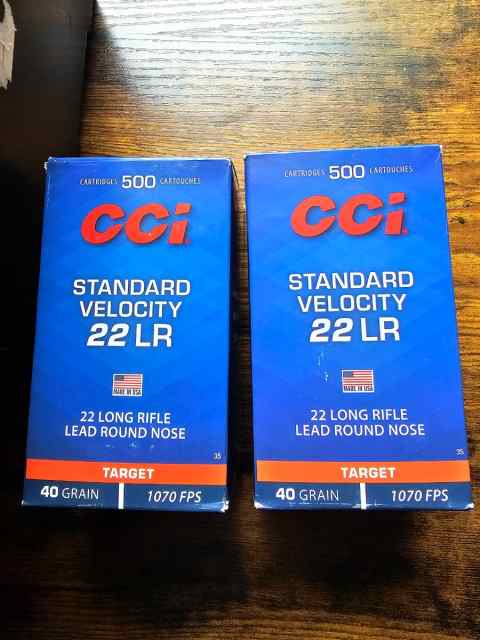 CARTRIDGES 500 CARTOUCHES
CCi
STANDARD
VELOCITY
22 LR
MADE IN USA
22 LONG RIFLE
LEAD ROUND NOSE
35
TARGET
40 GRAIN 1070 FPS
CARTRIDGES 500 CARTOUCHES
CCi
STANDARD
VELOCITY
22 LR
MADE IN USA
22 LONG RIFLE
LEAD ROUND NOSE
35
TARGET
40 GRAIN 1070 FPS